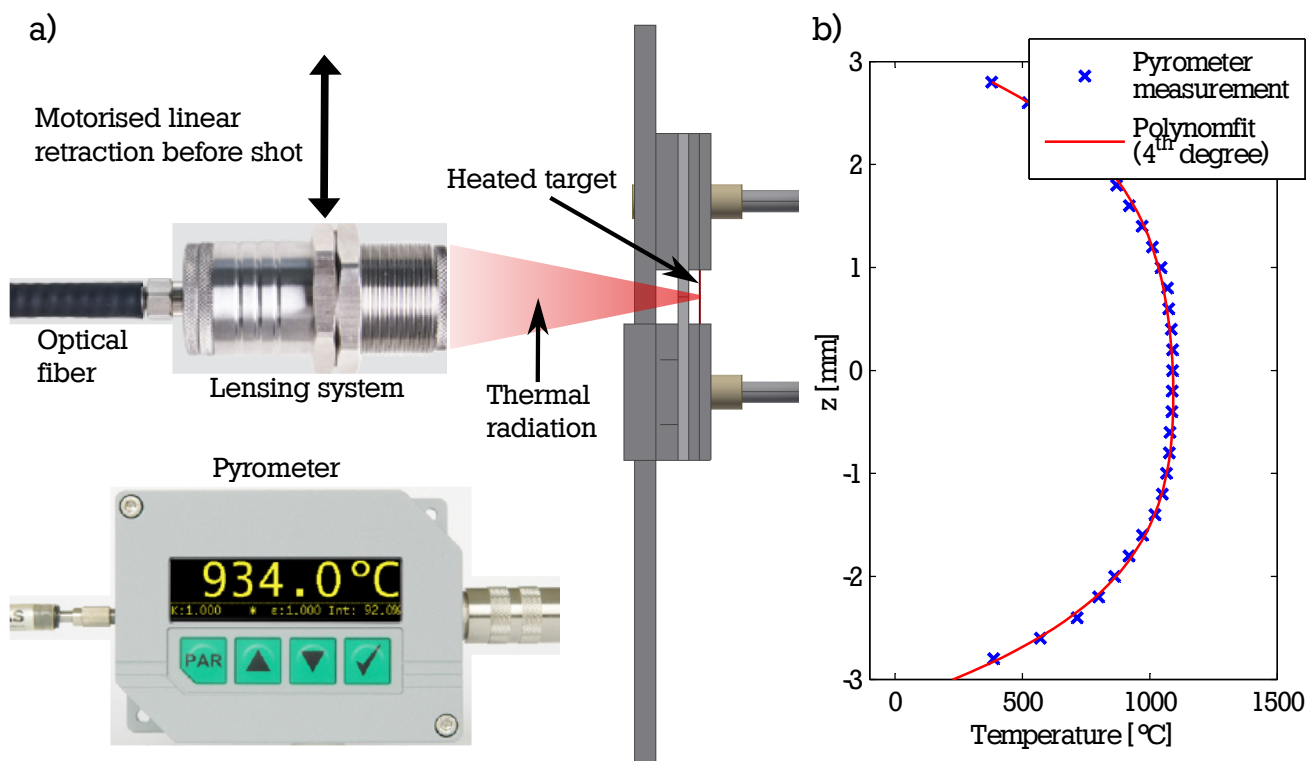 a)
Motorised linear
retraction before shot
Heated target
Optical
fiber
Lensing system
Thermal
radiation
Pyrometer
934.0°C
K:1.000 * ε:1.000 Int: 92.0%
AS
PAR
b)
Pyrometer
measurement
Polynomfit
(4th degree)
3
2
1
0
-1
-2
-3
z [mm]
0 500 1000 1500
Temperature [°C]